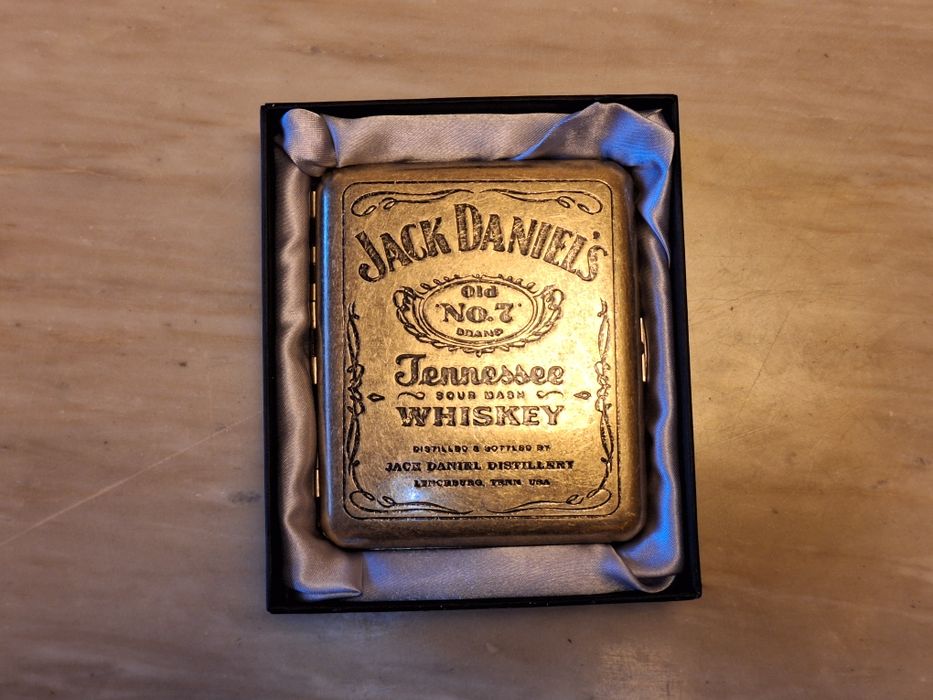 JACK DANIEL'S
Old
No. 7
BRAND
Tennessee
SOUR MASH
WHISKEY
DISTILLED & BOTTLED BY
JACK DANIEL DISTILLERY
LYNCHBURG, TENN USA